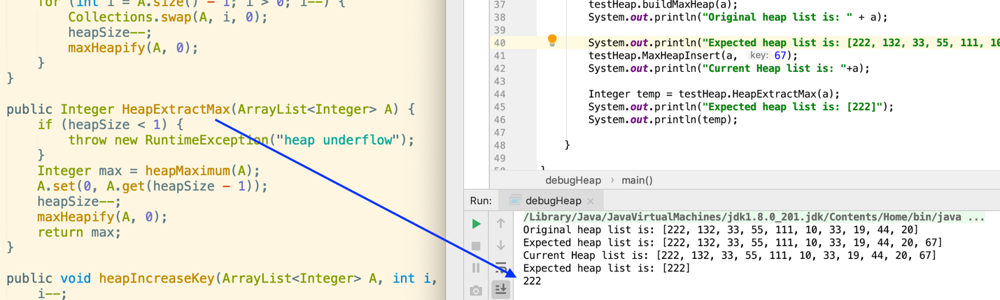 for (int i = A.size() - 1; i > 0; i--) {
Collections.swap(A, i, 0);
heapSize--;
maxHeapify(A, 0);
}
}
public Integer HeapExtractMax(ArrayList<Integer> A) {
if (heapSize < 1) {
throw new RuntimeException("heap underflow");
}
Integer max = heapMaximum(A);
A.set(0, A.get(heapSize - 1));
heapSize--;
maxHeapify(A, 0);
return max;
}
public void heapIncreaseKey(ArrayList<Integer> A, int i,
i--;
37 testHeap.buildMaxHeap(a);
38 System.out.println("Original heap list is: " + a);
39
40 System.out.println("Expected heap list is: [222, 132, 33, 55, 111, 10
41 testHeap.MaxHeapInsert(a, key: 67);
42 System.out.println("Current Heap list is: "+a);
43
44 Integer temp = testHeap.HeapExtractMax(a);
45 System.out.println("Expected heap list is: [222]");
46 System.out.println(temp);
47
48 }
49
debugHeap › main()
Run: debugHeap ×
/Library/Java/JavaVirtualMachines/jdk1.8.0_201.jdk/Contents/Home/bin/java ...
Original heap list is: [222, 132, 33, 55, 111, 10, 33, 19, 44, 20]
Expected heap list is: [222, 132, 33, 55, 111, 10, 33, 19, 44, 20, 67]
Current Heap list is: [222, 132, 33, 55, 111, 10, 33, 19, 44, 20, 67]
Expected heap list is: [222]
222